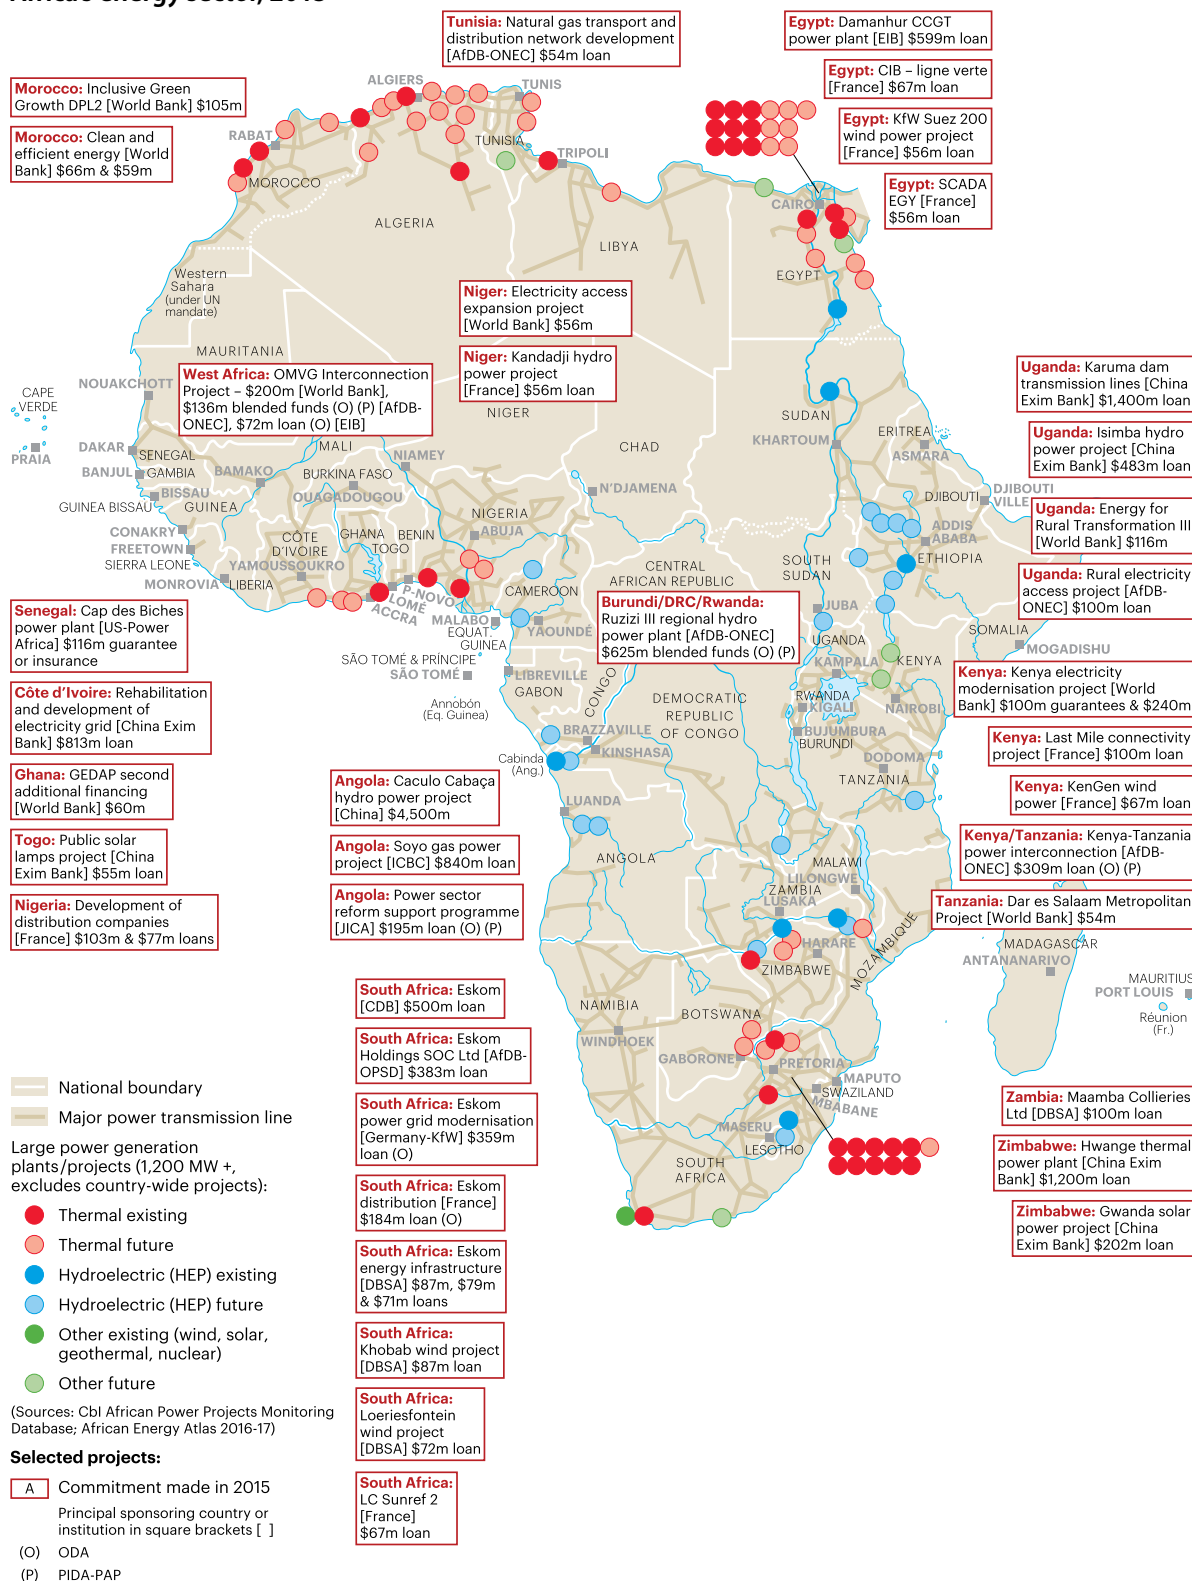 Tunisia: Natural gas transport and
distribution network development
[AfDB-ONEC] $54m loan
Egypt: Damanhur CCGT
power plant [EIB] $599m loan
Egypt: CIB – ligne verte
[France] $67m loan
Egypt: KfW Suez 200
wind power project
[France] $56m loan
Egypt: SCADA
EGY [France]
$56m loan
Morocco: Inclusive Green
Growth DPL2 [World Bank] $105m
Morocco: Clean and
efficient energy [World
Bank] $66m & $59m
ALGIERS
TUNIS
RABAT
TUNISIA
TRIPOLI
MOROCCO
CAIRO
ALGERIA
LIBYA
EGYPT
Western
Sahara
(under UN
mandate)
Niger: Electricity access
expansion project
[World Bank] $56m
Niger: Kandadji hydro
power project
[France] $56m loan
MAURITANIA
West Africa: OMVG Interconnection
Project – $200m [World Bank],
$136m blended funds (O) (P) [AfDB-
ONEC], $72m loan (O) [EIB]
NOUAKCHOTT
CAPE
VERDE
PRAIA
NIGER
SUDAN
CHAD
KHARTOUM
ERITREA
ASMARA
DAKAR
SENEGAL
BANJUL
GAMBIA
BISSAU
GUINEA BISSAU
GUINEA
MALI
BAMAKO
BURKINA FASO
OUAGADOUGOU
NIAMEY
N'DJAMENA
DJIBOUTI
DJIBOUTI
VILLE
CONAKRY
FREETOWN
SIERRA LEONE
MONROVIA
LIBERIA
CÔTE
D'IVOIRE
YAMOUSSOUKRO
GHANA
TOGO
BENIN
NIGERIA
ABUJA
P-NOVO
LOMÉ
ACCRA
ADDIS
ABABA
ETHIOPIA
SOUTH
SUDAN
CENTRAL
AFRICAN REPUBLIC
CAMEROON
MALABO
EQUAT.
GUINEA
YAOUNDÉ
JUBA
UGANDA
KAMPALA
KENYA
SOMALIA
MOGADISHU
SÃO TOMÉ & PRÍNCIPE
SÃO TOMÉ
LIBREVILLE
GABON
CONGO
Annobón
(Eq. Guinea)
Burundi/DRC/Rwanda:
Ruzizi III regional hydro
power plant [AfDB-ONEC]
$625m blended funds (O) (P)
DEMOCRATIC
REPUBLIC
OF CONGO
RWANDA
KIGALI
NAIROBI
BUJUMBURA
BURUNDI
BRAZZAVILLE
KINSHASA
Cabinda
(Ang.)
DODOMA
TANZANIA
Uganda: Karuma dam
transmission lines [China
Exim Bank] $1,400m loan
Uganda: Isimba hydro
power project [China
Exim Bank] $483m loan
Uganda: Energy for
Rural Transformation III
[World Bank] $116m
Uganda: Rural electricity
access project [AfDB-
ONEC] $100m loan
Kenya: Kenya electricity
modernisation project [World
Bank] $100m guarantees & $240m
Kenya: Last Mile connectivity
project [France] $100m loan
Kenya: KenGen wind
power [France] $67m loan
Kenya/Tanzania: Kenya-Tanzania
power interconnection [AfDB-
ONEC] $309m loan (O) (P)
Tanzania: Dar es Salaam Metropolitan
Project [World Bank] $54m
Senegal: Cap des Biches
power plant [US-Power
Africa] $116m guarantee
or insurance
Côte d'Ivoire: Rehabilitation
and development of
electricity grid [China Exim
Bank] $813m loan
Ghana: GEDAP second
additional financing
[World Bank] $60m
Togo: Public solar
lamps project [China
Exim Bank] $55m loan
Nigeria: Development of
distribution companies
[France] $103m & $77m loans
Angola: Caculo Cabaça
hydro power project
[China] $4,500m
Angola: Soyo gas power
project [ICBC] $840m loan
Angola: Power sector
reform support programme
[JICA] $195m loan (O) (P)
LUANDA
ANGOLA
MALAWI
LILONGWE
ZAMBIA
LUSAKA
HARARE
ZIMBABWE
MOZAMBIQUE
MADAGASCAR
ANTANANARIVO
MAURITIUS
PORT LOUIS
Réunion
(Fr.)
NAMIBIA
WINDHOEK
BOTSWANA
GABORONE
PRETORIA
MAPUTO
SWAZILAND
MBABANE
MASERU
LESOTHO
SOUTH
AFRICA
South Africa: Eskom
[CDB] $500m loan
South Africa: Eskom
Holdings SOC Ltd [AfDB-
OPSD] $383m loan
South Africa: Eskom
power grid modernisation
[Germany-KfW] $359m
loan (O)
South Africa: Eskom
distribution [France]
$184m loan (O)
South Africa: Eskom
energy infrastructure
[DBSA] $87m, $79m
& $71m loans
South Africa:
Khobab wind project
[DBSA] $87m loan
South Africa:
Loeriesfontein
wind project
[DBSA] $72m loan
South Africa:
LC Sunref 2
[France]
$67m loan
Zambia: Maamba Collieries
Ltd [DBSA] $100m loan
Zimbabwe: Hwange thermal
power plant [China Exim
Bank] $1,200m loan
Zimbabwe: Gwanda solar
power project [China
Exim Bank] $202m loan
National boundary
Major power transmission line
Large power generation
plants/projects (1,200 MW +,
excludes country-wide projects):
Thermal existing
Thermal future
Hydroelectric (HEP) existing
Hydroelectric (HEP) future
Other existing (wind, solar,
geothermal, nuclear)
Other future
(Sources: CbI African Power Projects Monitoring
Database; African Energy Atlas 2016-17)
Selected projects:
A Commitment made in 2015
Principal sponsoring country or
institution in square brackets [ ]
(O) ODA
(P) PIDA-PAP